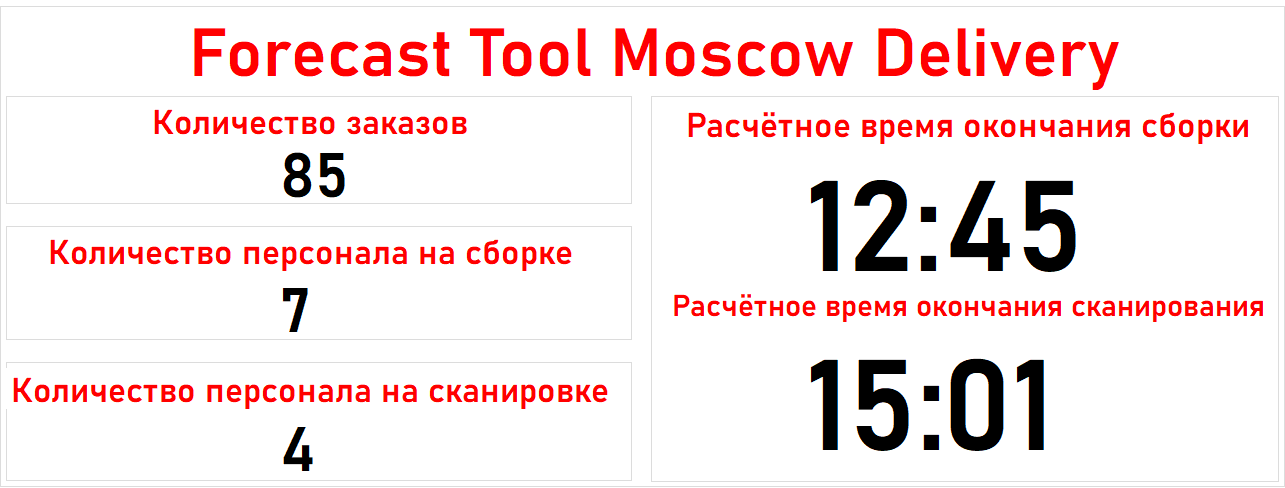 Forecast Tool Moscow Delivery
Количество заказов
85
Количество персонала на сборке
7
Количество персонала на сканировке
4
Расчётное время окончания сборки
12:45
Расчётное время окончания сканирования
15:01